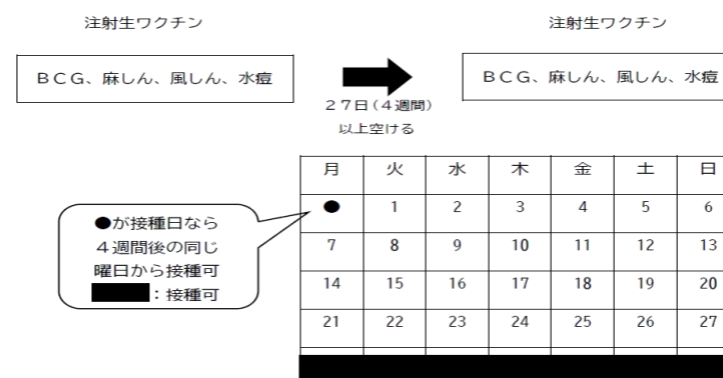 注射生ワクチン
注射生ワクチン
BCG、麻しん、風しん、水痘
BCG、麻しん、風しん、水痘
27日(4週間)
以上空ける
月 火 水 木 金 土 日
● 1 2 3 4 5 6
7 8 9 10 11 12 13
14 15 16 17 18 19 20
21 22 23 24 25 26 27
●が接種日なら
4週間後の同じ
曜日から接種可
:接種可